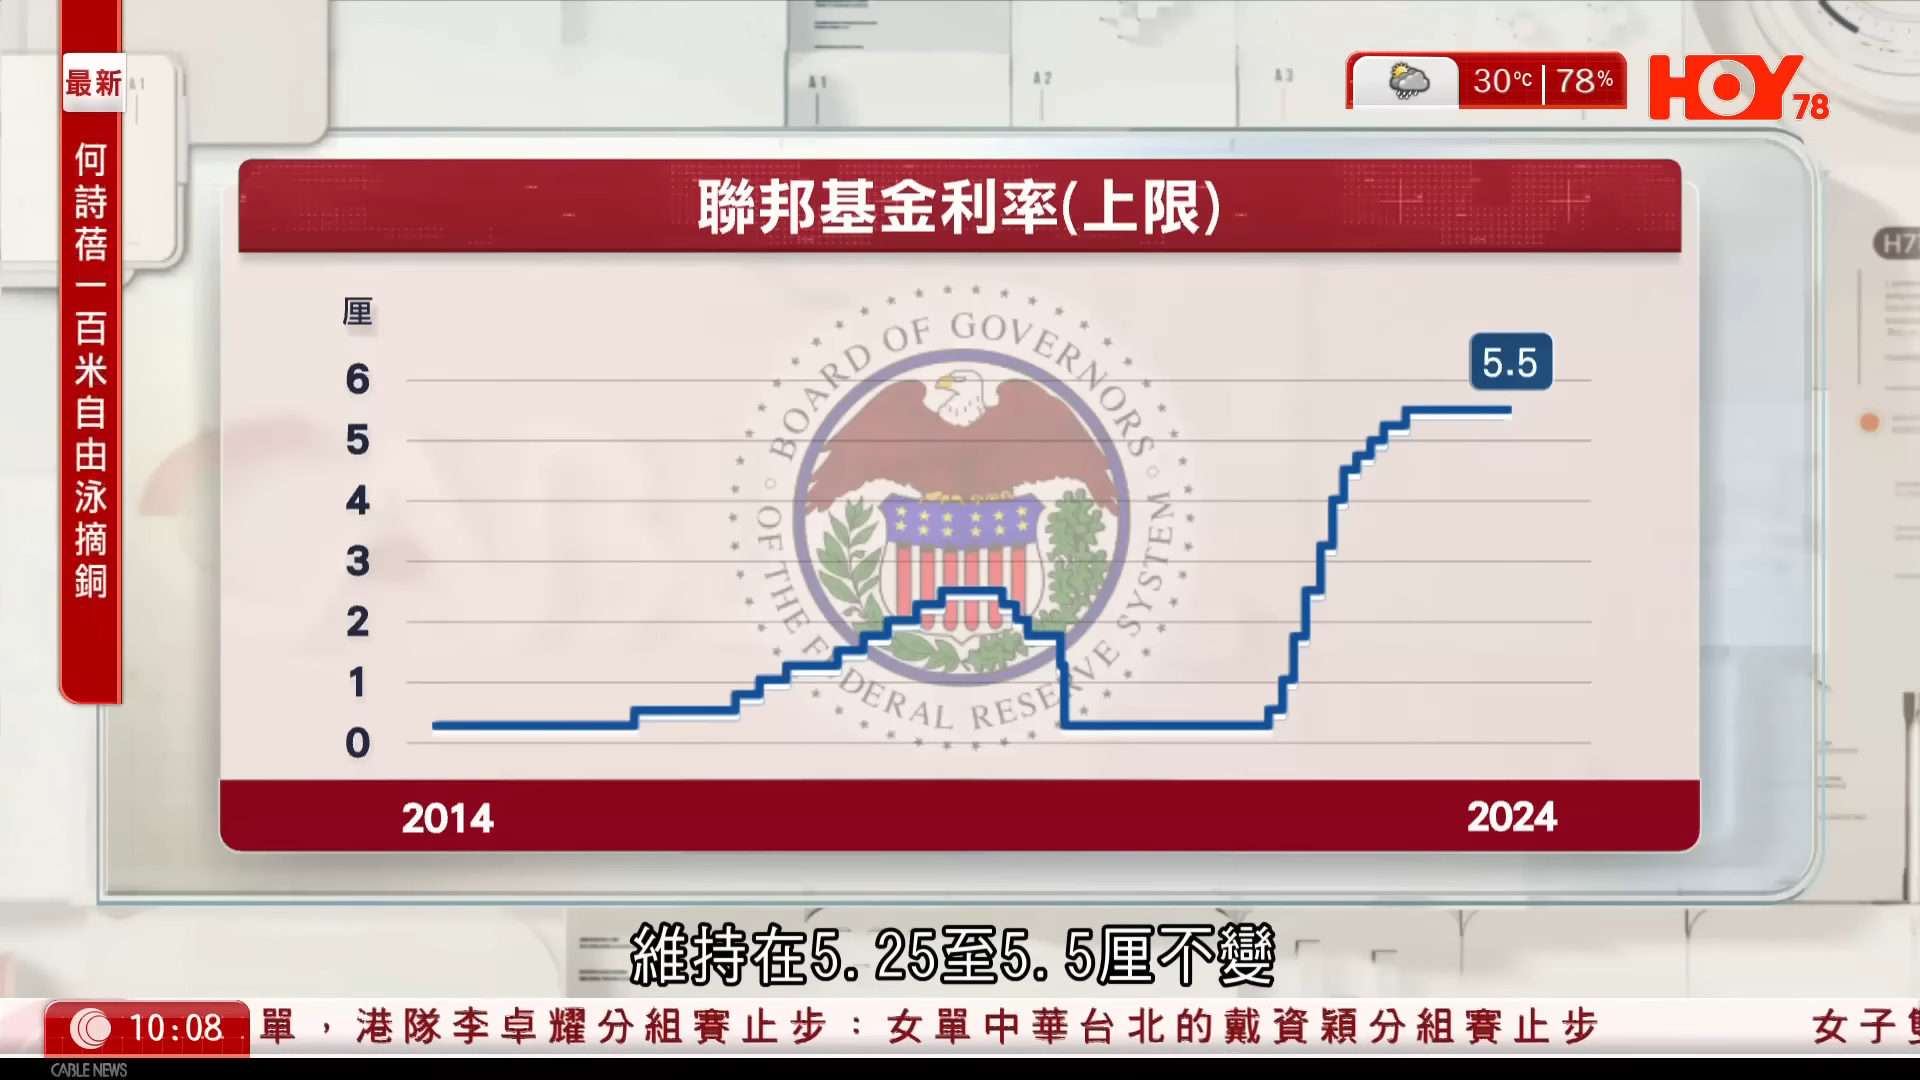 最新
何詩蓓一百米自由泳摘銅
A1
A1
A2
A3
30°C
78%
HOY 78
聯邦基金利率(上限)
厘
6
5
4
3
2
1
0
5.5
BOARD OF GOVERNORS
OF THE FEDERAL RESERVE SYSTEM
2014
2024
維持在5.25至5.5厘不變
10:08
單，港隊李卓耀分組賽止步：女單中華台北的戴資穎分組賽止步
女子
CABLE NEWS